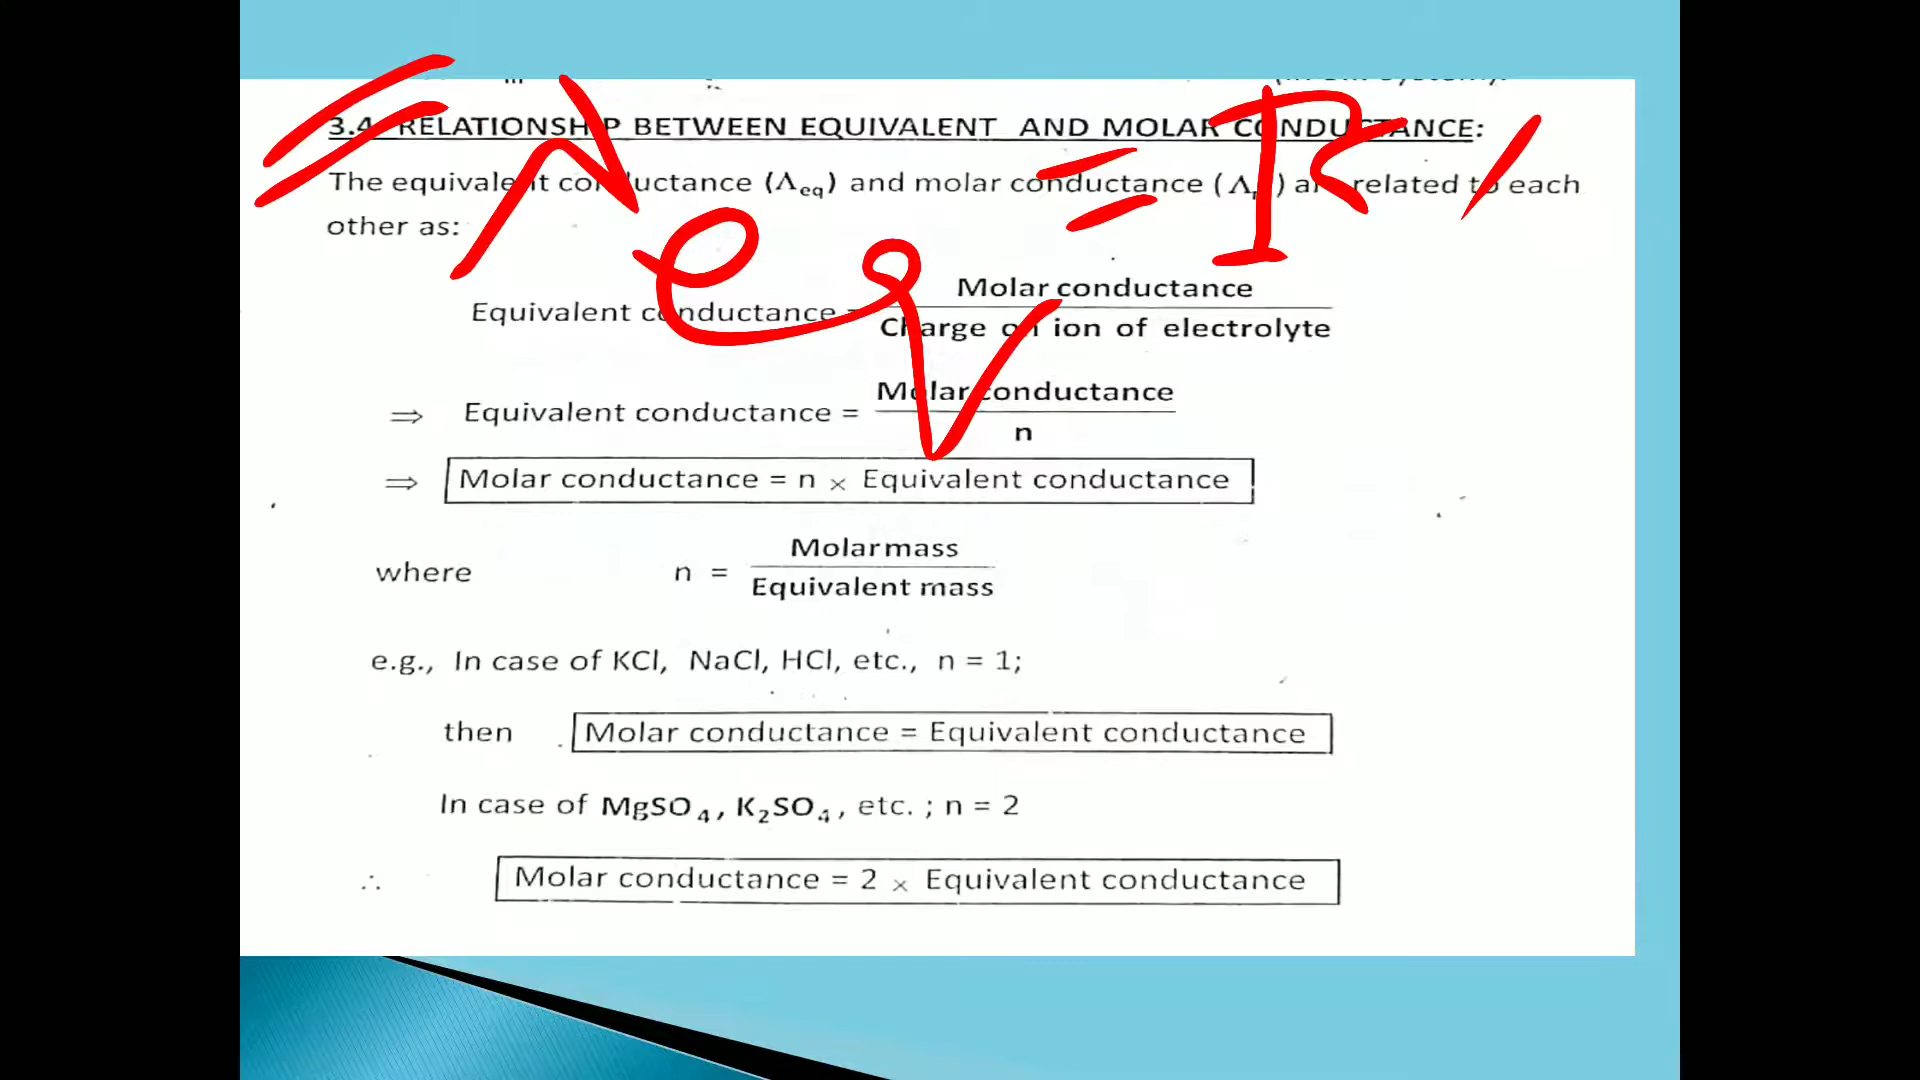 3.4 RELATIONSHIP BETWEEN EQUIVALENT AND MOLAR CONDUCTANCE:
The equivalent conductance (Λeq) and molar conductance (Λ ) are related to each
other as:
Equivalent conductance = Molar conductance / Charge on ion of electrolyte
⇒ Equivalent conductance = Molar conductance / n
⇒ Molar conductance = n × Equivalent conductance
where n = Molar mass / Equivalent mass
e.g., In case of KCl, NaCl, HCl, etc., n = 1;
then Molar conductance = Equivalent conductance
In case of MgSO₄, K₂SO₄, etc. ; n = 2
∴ Molar conductance = 2 × Equivalent conductance
= Λeq = K